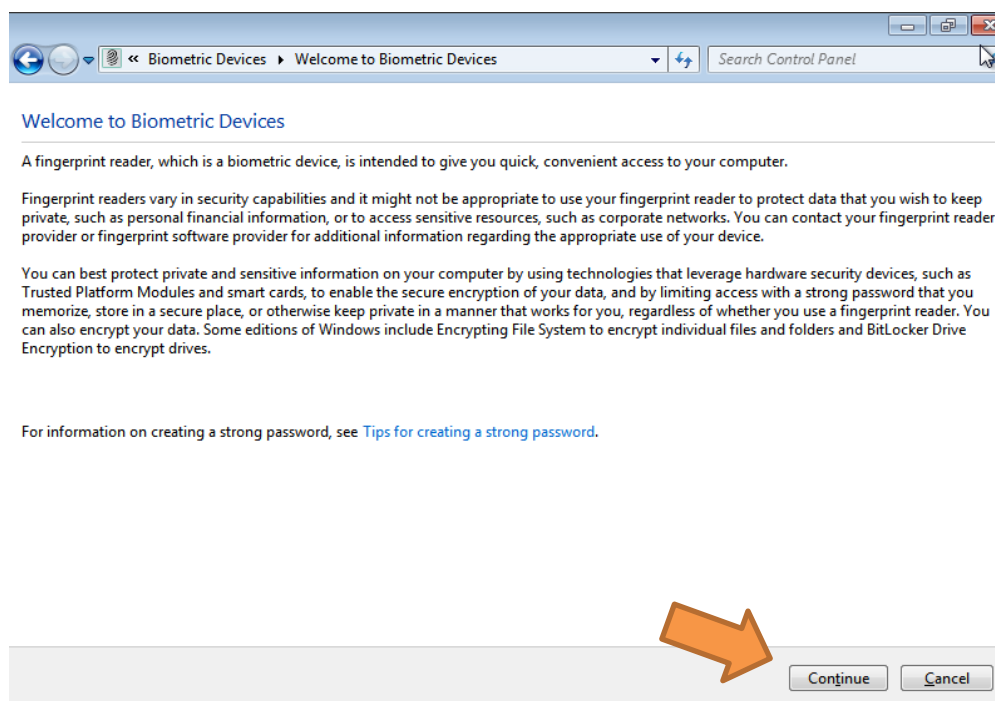 « Biometric Devices ▸ Welcome to Biometric Devices
Search Control Panel
Welcome to Biometric Devices
A fingerprint reader, which is a biometric device, is intended to give you quick, convenient access to your computer.
Fingerprint readers vary in security capabilities and it might not be appropriate to use your fingerprint reader to protect data that you wish to keep
private, such as personal financial information, or to access sensitive resources, such as corporate networks. You can contact your fingerprint reader
provider or fingerprint software provider for additional information regarding the appropriate use of your device.
You can best protect private and sensitive information on your computer by using technologies that leverage hardware security devices, such as
Trusted Platform Modules and smart cards, to enable the secure encryption of your data, and by limiting access with a strong password that you
memorize, store in a secure place, or otherwise keep private in a manner that works for you, regardless of whether you use a fingerprint reader. You
can also encrypt your data. Some editions of Windows include Encrypting File System to encrypt individual files and folders and BitLocker Drive
Encryption to encrypt drives.
For information on creating a strong password, see Tips for creating a strong password.
Continue
Cancel